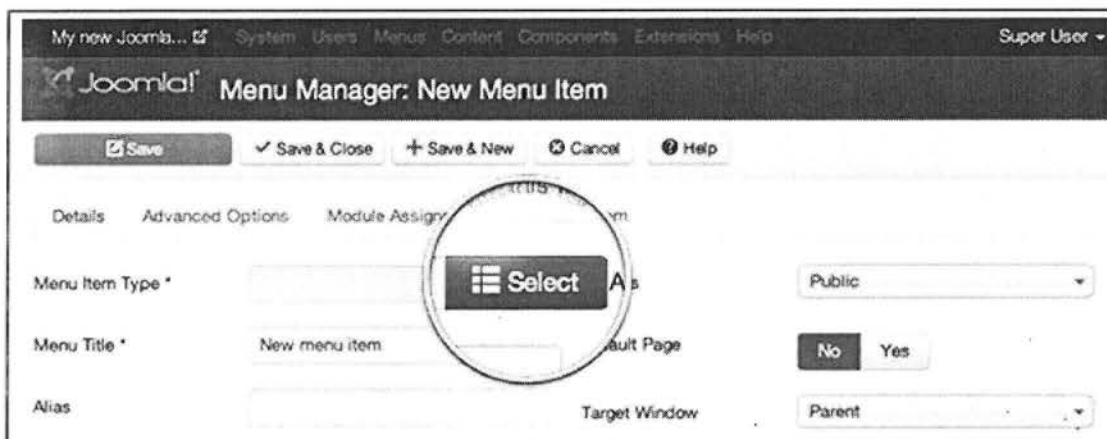 My new Joomla... System Users Menus Content Components Extensions Help Super User
Joomla! Menu Manager: New Menu Item
Save Save & Close Save & New Cancel Help
Details Advanced Options Module Assign
Menu Item Type * Select Public
Menu Title * New menu item ault Page No Yes
Alias Target Window Parent